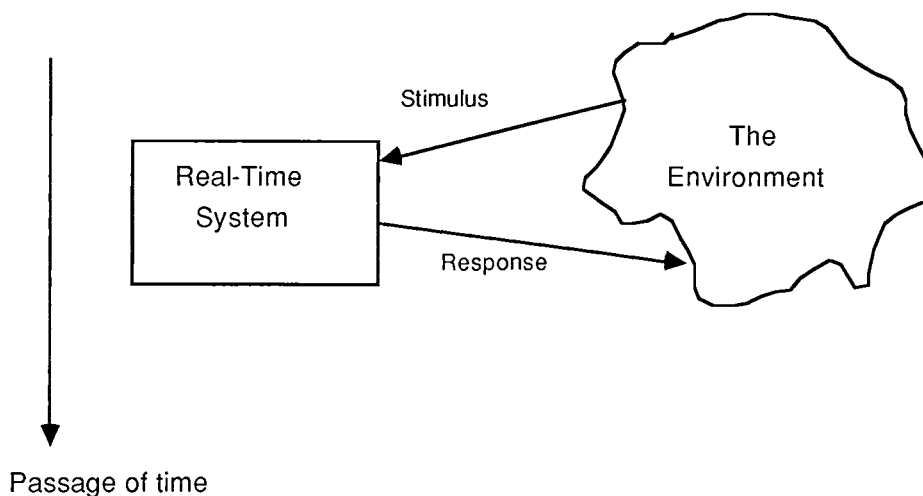 Stimulus
The
Environment
Real-Time
System
Response
Passage of time